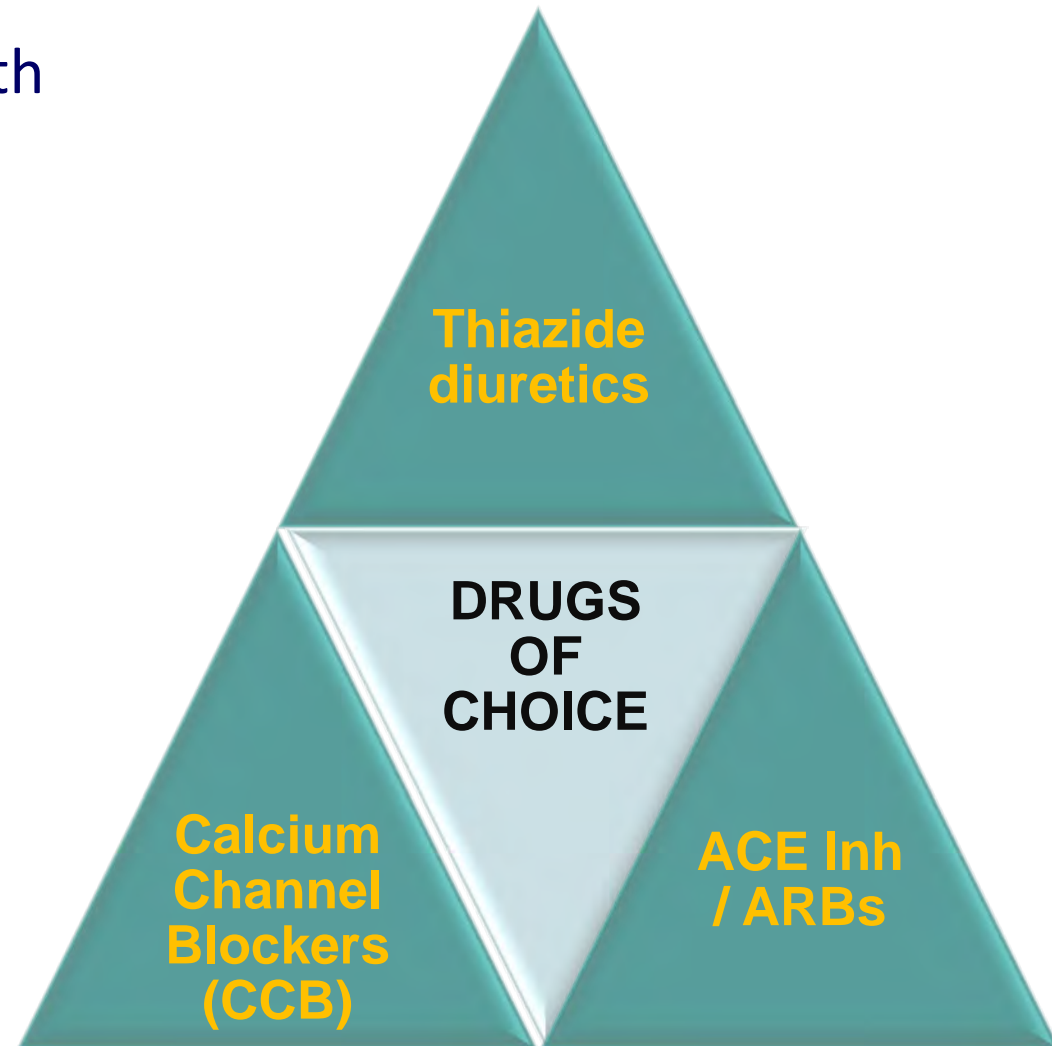 th
Thiazide
diuretics
DRUGS
OF
CHOICE
Calcium
Channel
Blockers
(CCB)
ACE Inh
/ ARBs